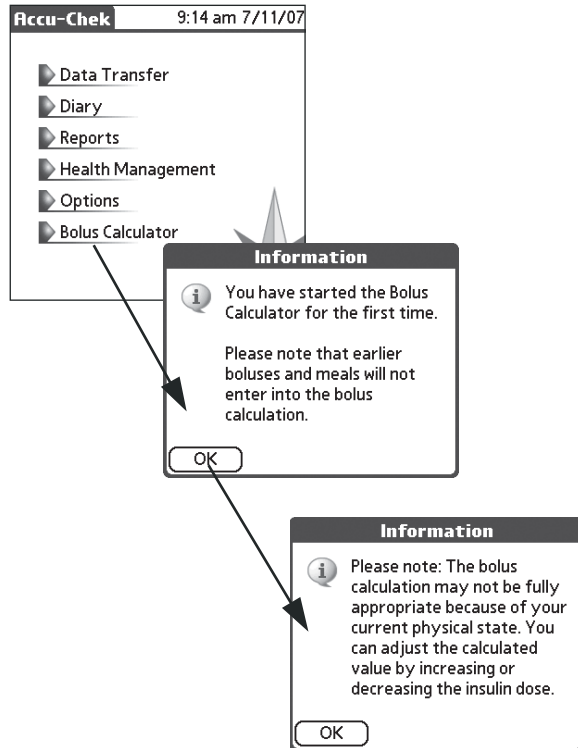 Accu-Chek 9:14 am 7/11/07
Data Transfer
Diary
Reports
Health Management
Options
Bolus Calculator
Information
You have started the Bolus
Calculator for the first time.
Please note that earlier
boluses and meals will not
enter into the bolus
calculation.
OK
Information
Please note: The bolus
calculation may not be fully
appropriate because of your
current physical state. You
can adjust the calculated
value by increasing or
decreasing the insulin dose.
OK